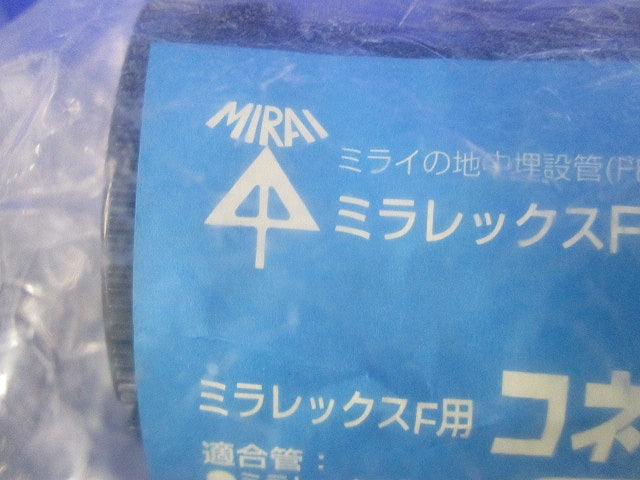 MIRAI
ミライの地中埋設管(F
ミラレックスF
ミラレックスF用
コネ
適合管：